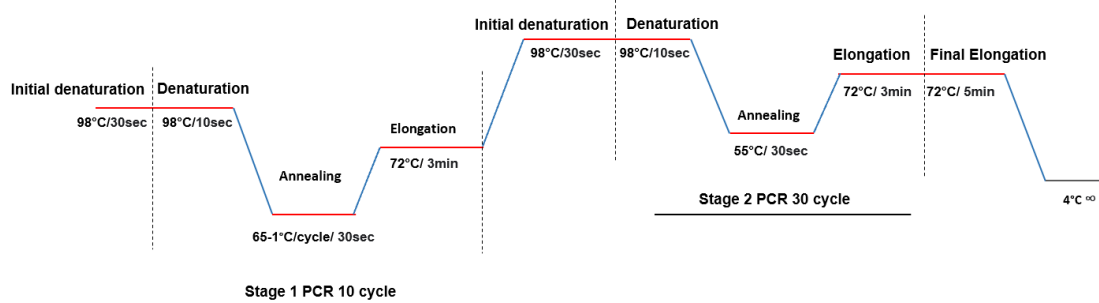 Initial denaturation
Denaturation
98°C/30sec
98°C/10sec
Annealing
65-1°C/cycle/ 30sec
Elongation
72°C/ 3min
Stage 1 PCR 10 cycle
Initial denaturation
Denaturation
98°C/30sec
98°C/10sec
Annealing
55°C/ 30sec
Elongation
72°C/ 3min
Final Elongation
72°C/ 5min
Stage 2 PCR 30 cycle
4°C ∞